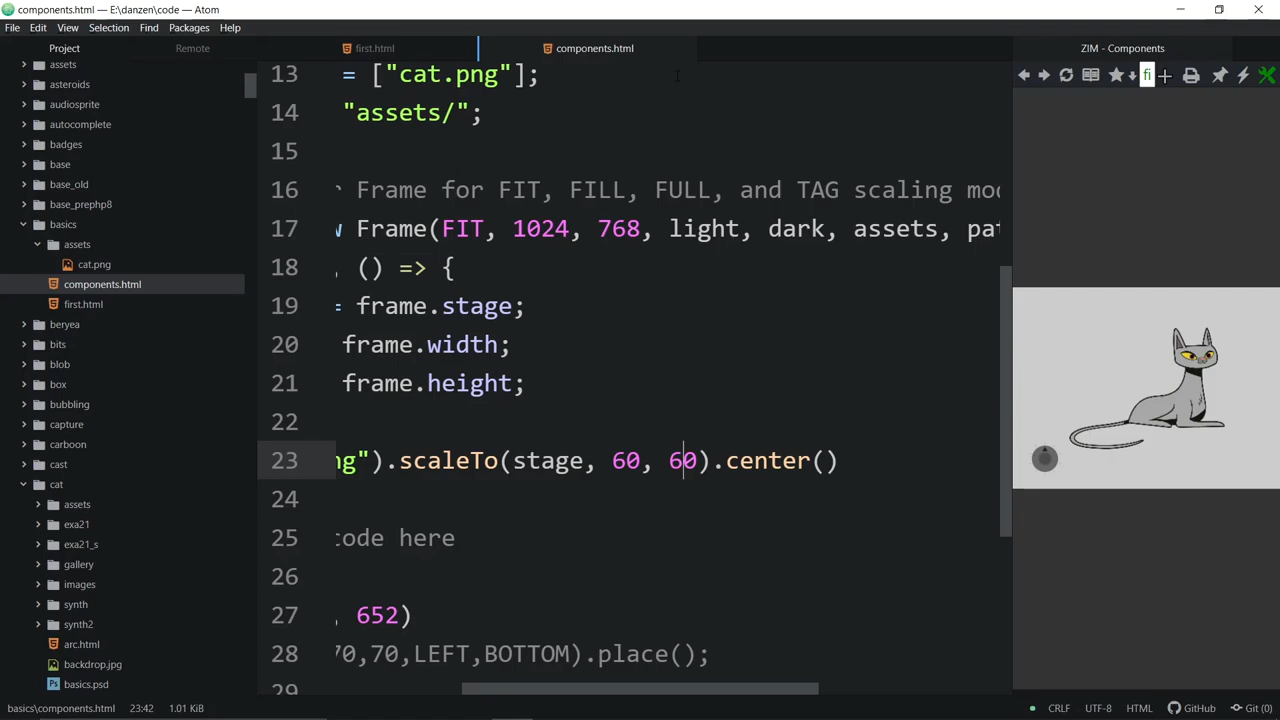 components.html — E:\danzen\code — Atom
File Edit View Selection Find Packages Help
Project Remote
first.html components.html
ZIM - Components
assets
asteroids
audiosprite
autocomplete
badges
base
base_old
base_prephp8
basics
assets
cat.png
components.html
first.html
beryea
bits
blob
box
bubbling
capture
carboon
cast
cat
assets
exa21
exa21_s
gallery
images
synth
synth2
arc.html
backdrop.jpg
basics.psd
13 = ["cat.png"];
14 "assets/";
15
16 r Frame for FIT, FILL, FULL, and TAG scaling mod
17 w Frame(FIT, 1024, 768, light, dark, assets, pat
18 , () => {
19 = frame.stage;
20 frame.width;
21 frame.height;
22
23 ng").scaleTo(stage, 60, 60).center()
24
25 code here
26
27 , 652)
28 70,70,LEFT,BOTTOM).place();
29
fi
basics\components.html 23:42 1.01 KiB
CRLF UTF-8 HTML GitHub Git (0)